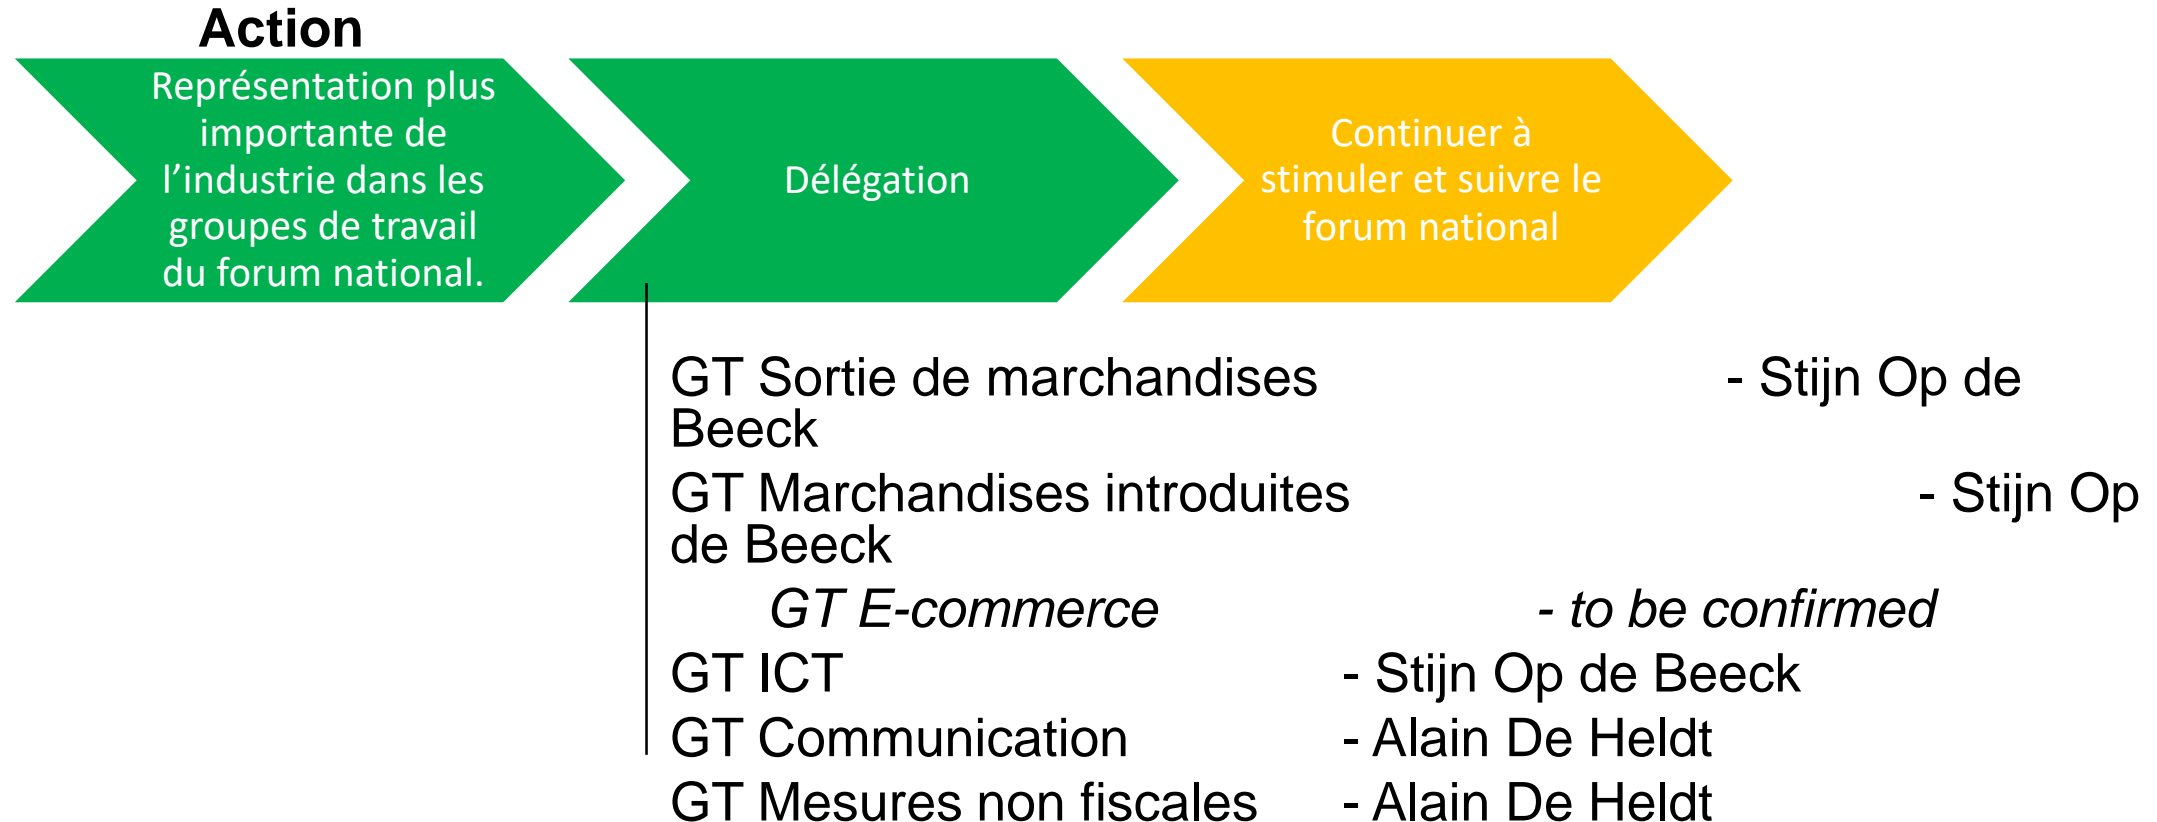 Action
Représentation plus
importante de
l’industrie dans les
groupes de travail
du forum national.
Délégation
Continuer à
stimuler et suivre le
forum national
GT Sortie de marchandises - Stijn Op de
Beeck
GT Marchandises introduites - Stijn Op
de Beeck
GT E-commerce - to be confirmed
GT ICT - Stijn Op de Beeck
GT Communication - Alain De Heldt
GT Mesures non fiscales - Alain De Heldt